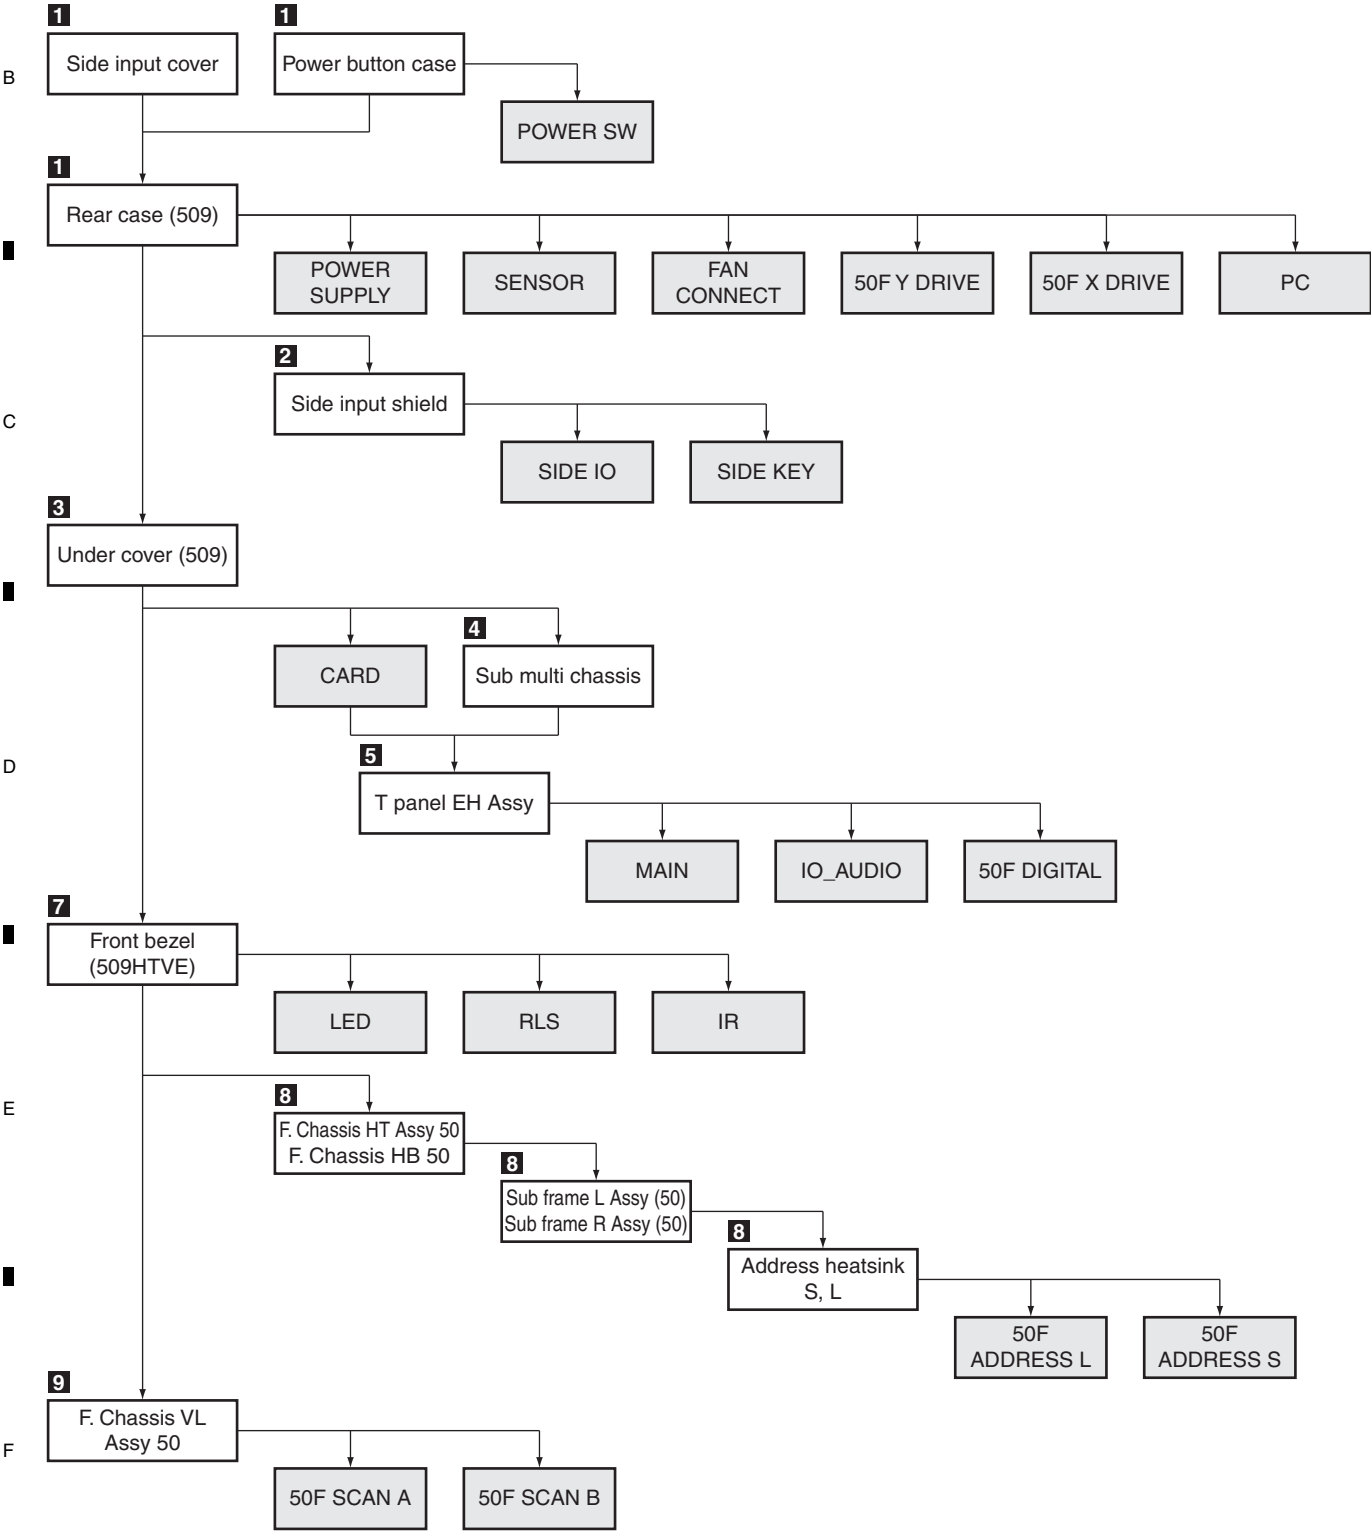 1
1
Side input cover
Power button case
B
POWER SW
1
Rear case (509)
POWER
SUPPLY
SENSOR
FAN
CONNECT
50F Y DRIVE
50F X DRIVE
PC
2
Side input shield
C
SIDE IO
SIDE KEY
3
Under cover (509)
4
CARD
Sub multi chassis
D
5
T panel EH Assy
MAIN
IO_AUDIO
50F DIGITAL
7
Front bezel
(509HTVE)
LED
RLS
IR
E
8
F. Chassis HT Assy 50
F. Chassis HB 50
8
Sub frame L Assy (50)
Sub frame R Assy (50)
8
Address heatsink
S, L
50F
ADDRESS L
50F
ADDRESS S
9
F. Chassis VL
Assy 50
F
50F SCAN A
50F SCAN B